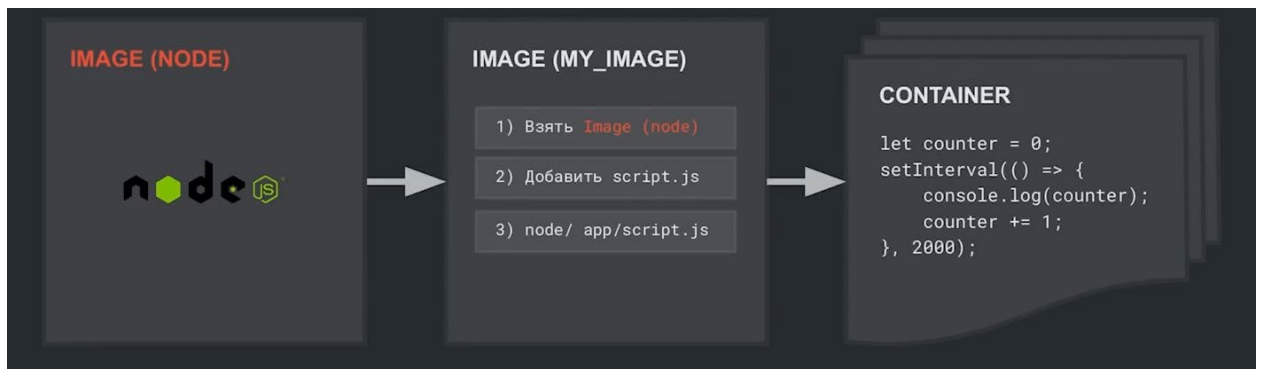 IMAGE (NODE)
node JS
IMAGE (MY_IMAGE)
1) Взять Image (node)
2) Добавить script.js
3) node/ app/script.js
CONTAINER
let counter = 0;
setInterval(() => {
    console.log(counter);
    counter += 1;
}, 2000);